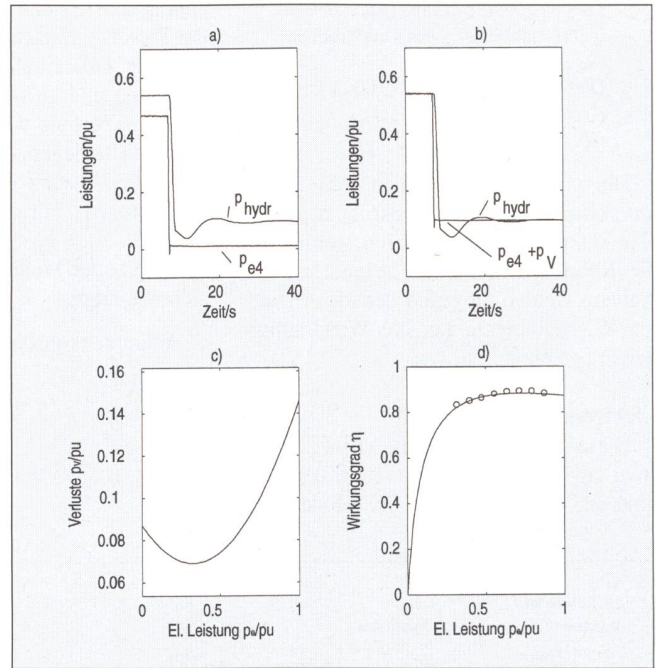 a)
Leistungen/pu
0.6
0.4
0.2
0
p hydr
p e4
0 20 40
Zeit/s
b)
Leistungen/pu
0.6
0.4
0.2
0
p hydr
p e4 +p V
0 20 40
Zeit/s
c)
Verluste pv/pu
0.16
0.14
0.12
0.1
0.08
0.06
0 0.5 1
El. Leistung pe/pu
d)
Wirkungsgrad η
1
0.8
0.6
0.4
0.2
0
0 0.5 1
El. Leistung pe/pu